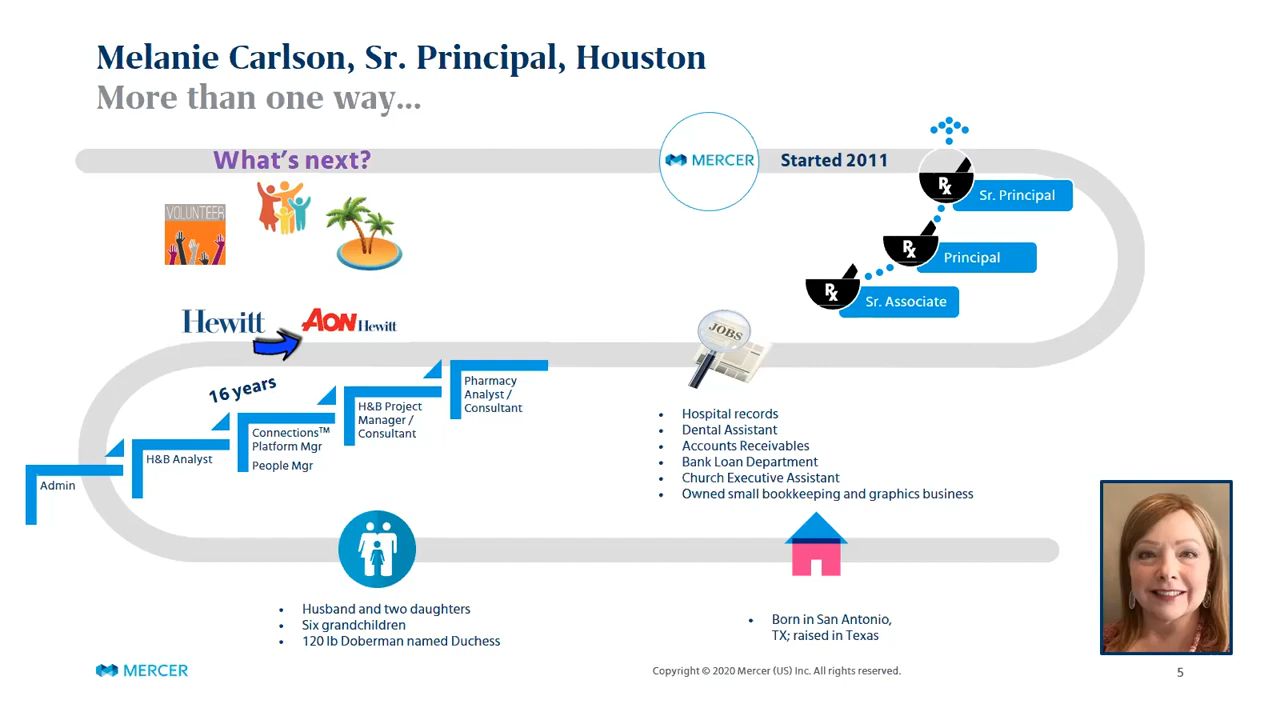 Melanie Carlson, Sr. Principal, Houston
More than one way...
What's next?
MERCER
Started 2011
Rx
Sr. Principal
Rx
Principal
Rx
Sr. Associate
VOLUNTEER
Hewitt
AON Hewitt
JOBS
16 years
Pharmacy
Analyst /
Consultant
H&B Project
Manager /
Consultant
Connections™
Platform Mgr
People Mgr
H&B Analyst
Admin
• Hospital records
• Dental Assistant
• Accounts Receivables
• Bank Loan Department
• Church Executive Assistant
• Owned small bookkeeping and graphics business
• Husband and two daughters
• Six grandchildren
• 120 lb Doberman named Duchess
• Born in San Antonio,
TX; raised in Texas
MERCER
Copyright © 2020 Mercer (US) Inc. All rights reserved.
5